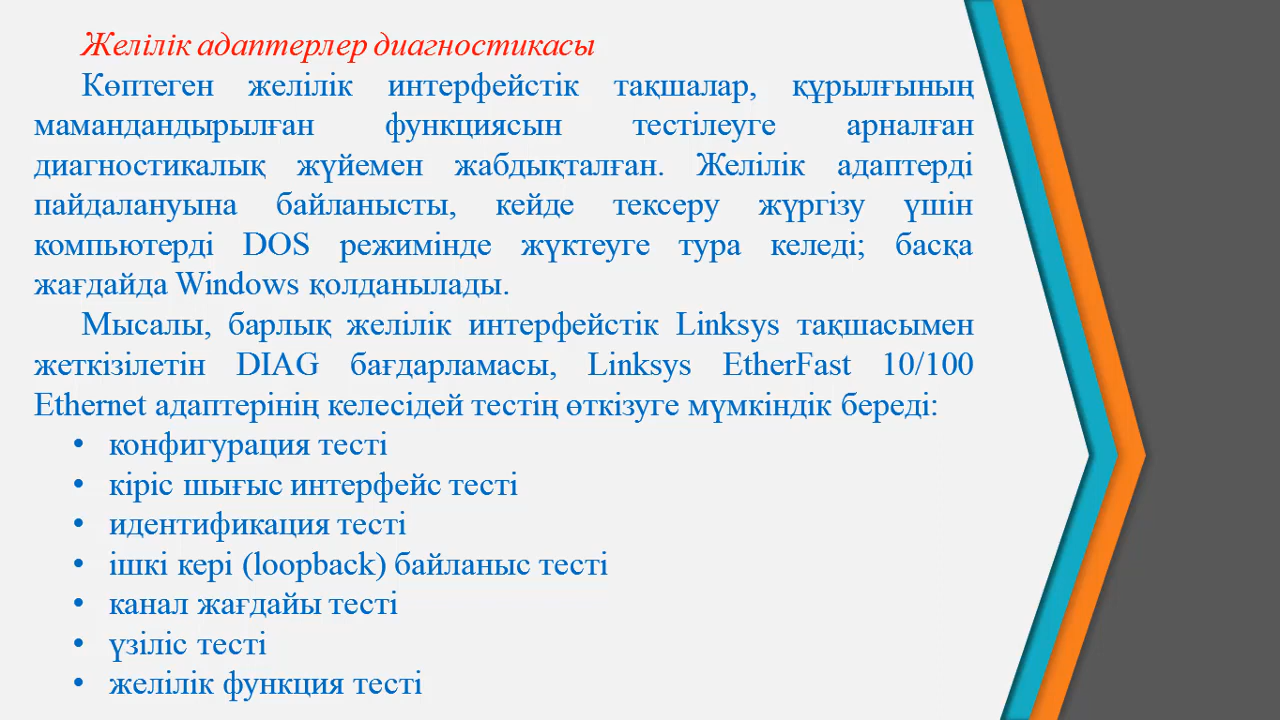 Желілік адаптерлер диагностикасы
Көптеген желілік интерфейстік тақшалар, құрылғының
мамандандырылған функциясын тестілеуге арналған
диагностикалық жүйемен жабдықталған. Желілік адаптерді
пайдалануына байланысты, кейде тексеру жүргізу үшін
компьютерді DOS режимінде жүктеуге тура келеді; басқа
жағдайда Windows қолданылады.
Мысалы, барлық желілік интерфейстік Linksys тақшасымен
жеткізілетін DIAG бағдарламасы, Linksys EtherFast 10/100
Ethernet адаптерінің келесідей тестің өткізуге мүмкіндік береді:
• конфигурация тесті
• кіріс шығыс интерфейс тесті
• идентификация тесті
• ішкі кері (loopback) байланыс тесті
• канал жағдайы тесті
• үзіліс тесті
• желілік функция тесті